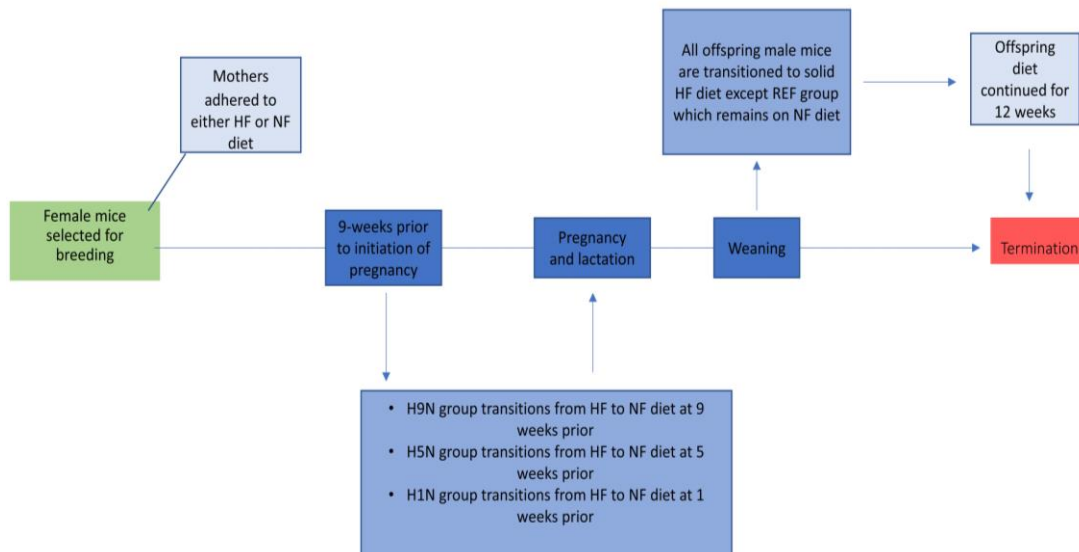 Mothers
adhered to
either HF or NF
diet
Female mice
selected for
breeding
9-weeks prior
to initiation of
pregnancy
• H9N group transitions from HF to NF diet at 9
weeks prior
• H5N group transitions from HF to NF diet at 5
weeks prior
• H1N group transitions from HF to NF diet at 1
weeks prior
Pregnancy
and lactation
Weaning
All offspring male mice
are transitioned to solid
HF diet except REF group
which remains on NF diet
Offspring
diet
continued for
12 weeks
Termination